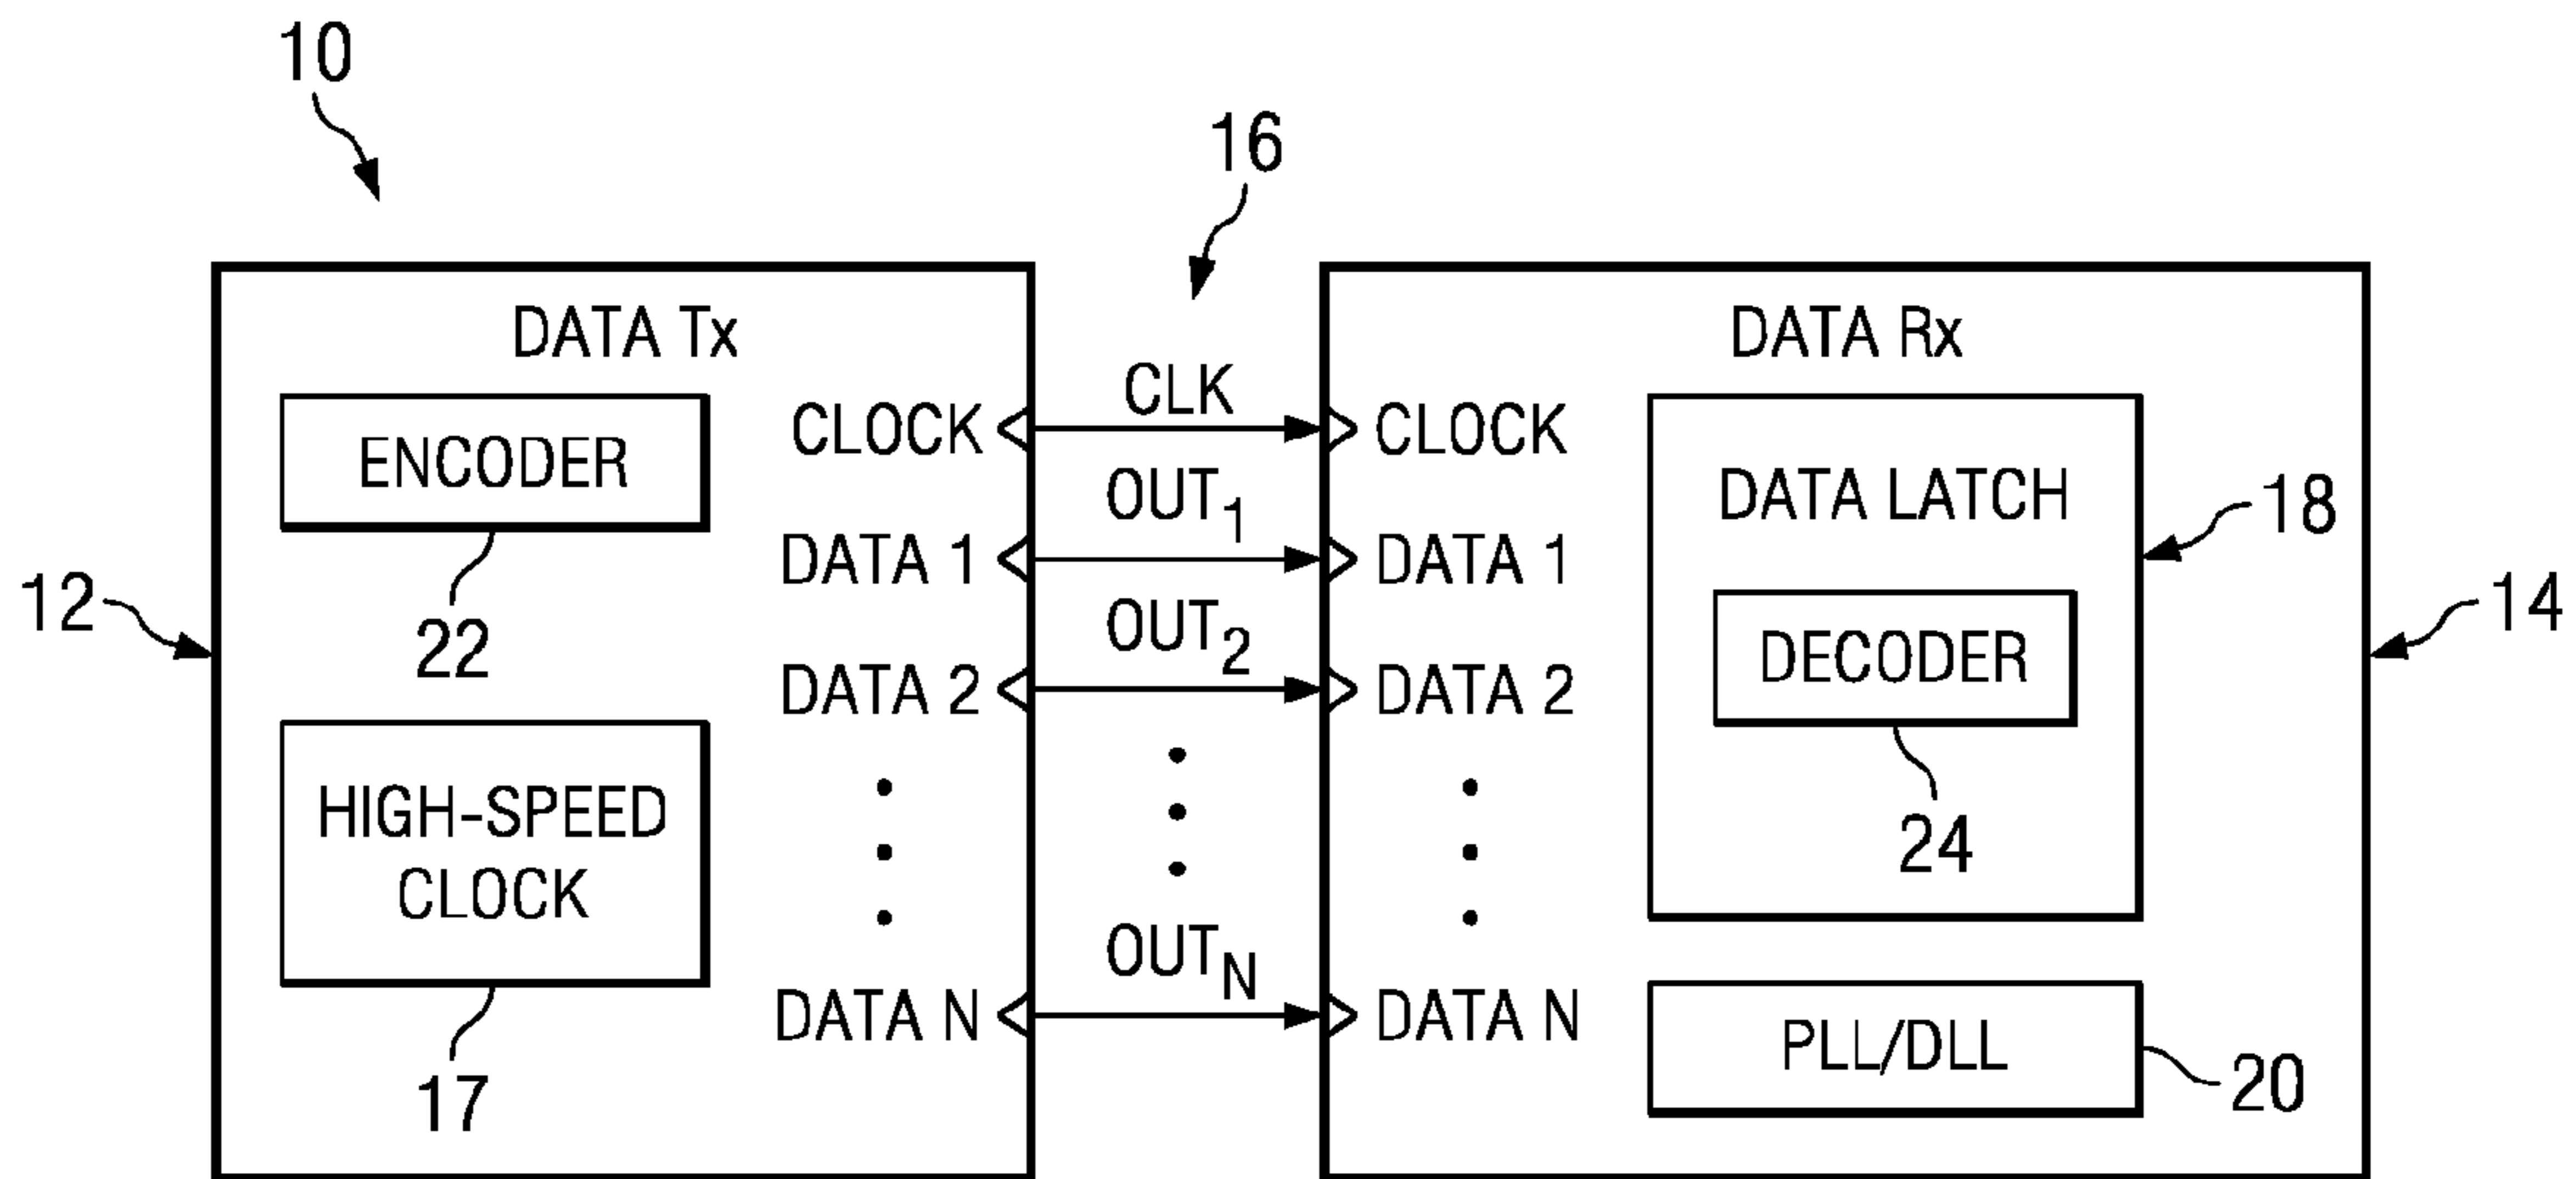 10
16
DATA Tx
DATA Rx
ENCODER
CLOCK
CLK
CLOCK
DATA LATCH
18
OUT1
DATA 1
DATA 1
12
22
OUT2
DECODER
14
DATA 2
DATA 2
HIGH-SPEED
CLOCK
24
OUTN
DATA N
DATA N
PLL/DLL
17
20